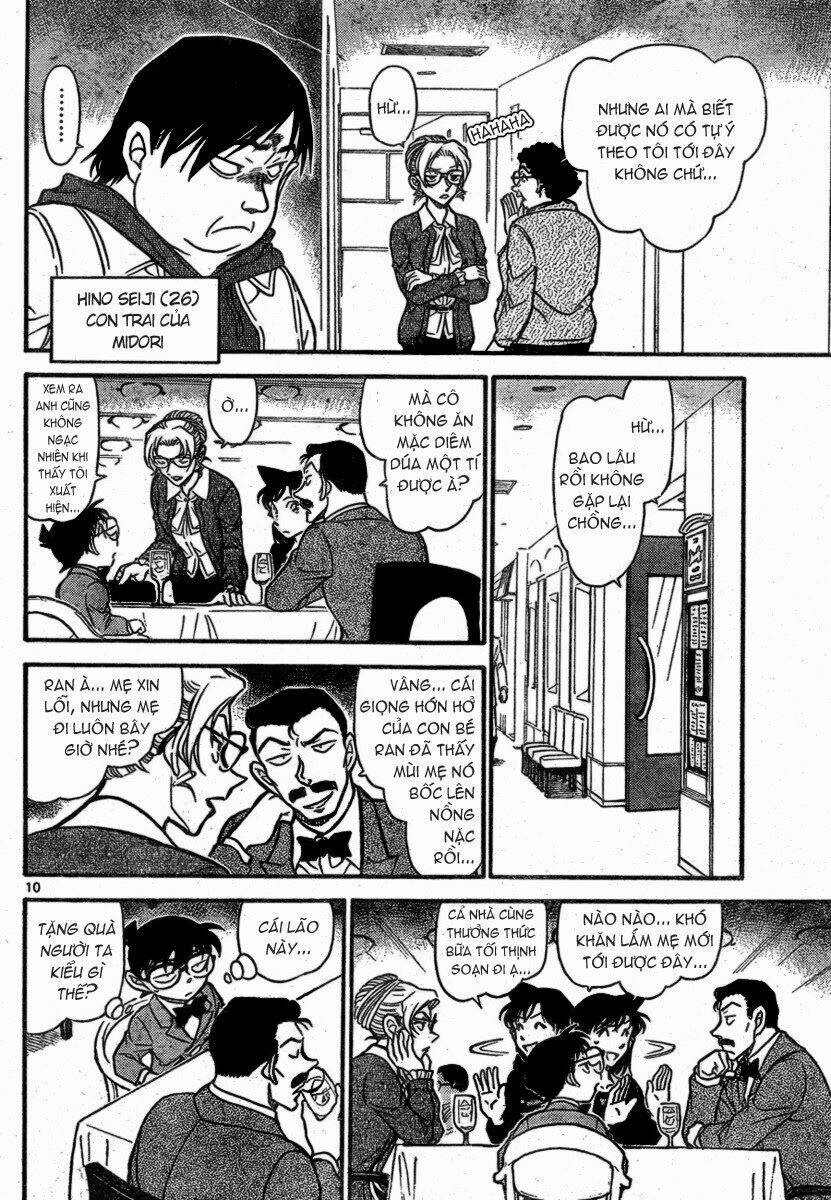 NHƯNG AI MÀ BIẾT
ĐƯỢC NÓ CÓ TỰ Ý
THEO TÔI TỚI ĐÂY
KHÔNG CHỨ...
HAHAHA
HỪ...
.........
HINO SEIJI (26)
CON TRAI CỦA
MIDORI
HỪ...
BAO LÂU
RỒI KHÔNG
GẶP LẠI
CHỒNG...
MÀ CÔ
KHÔNG ĂN
MẶC DIÊM
DÚA MỘT TÍ
ĐƯỢC À?
Ờ...
XEM RA
ANH CŨNG
KHÔNG
NGẠC
NHIÊN KHI
THẤY TÔI
XUẤT
HIỆN...
VÂNG... CÁI
GIỌNG HỚN HỞ
CỦA CON BÉ
RAN ĐÃ THẤY
MÙI MẸ NÓ
BỐC LÊN
NỒNG
NẶC
RỒI...
RAN À... MẸ XIN
LỖI, NHƯNG MẸ
ĐI LUÔN BÂY
GIỜ NHÉ?
10
NÀO NÀO... KHÓ
KHĂN LẮM MẸ MỚI
TỚI ĐƯỢC ĐÂY...
CẢ NHÀ CÙNG
THƯỞNG THỨC
BỮA TỐI THỊNH
SOẠN ĐI Ạ...
CÁI LÃO
NÀY...
TẶNG QUÀ
NGƯỜI TA
KIỂU GÌ
THẾ?